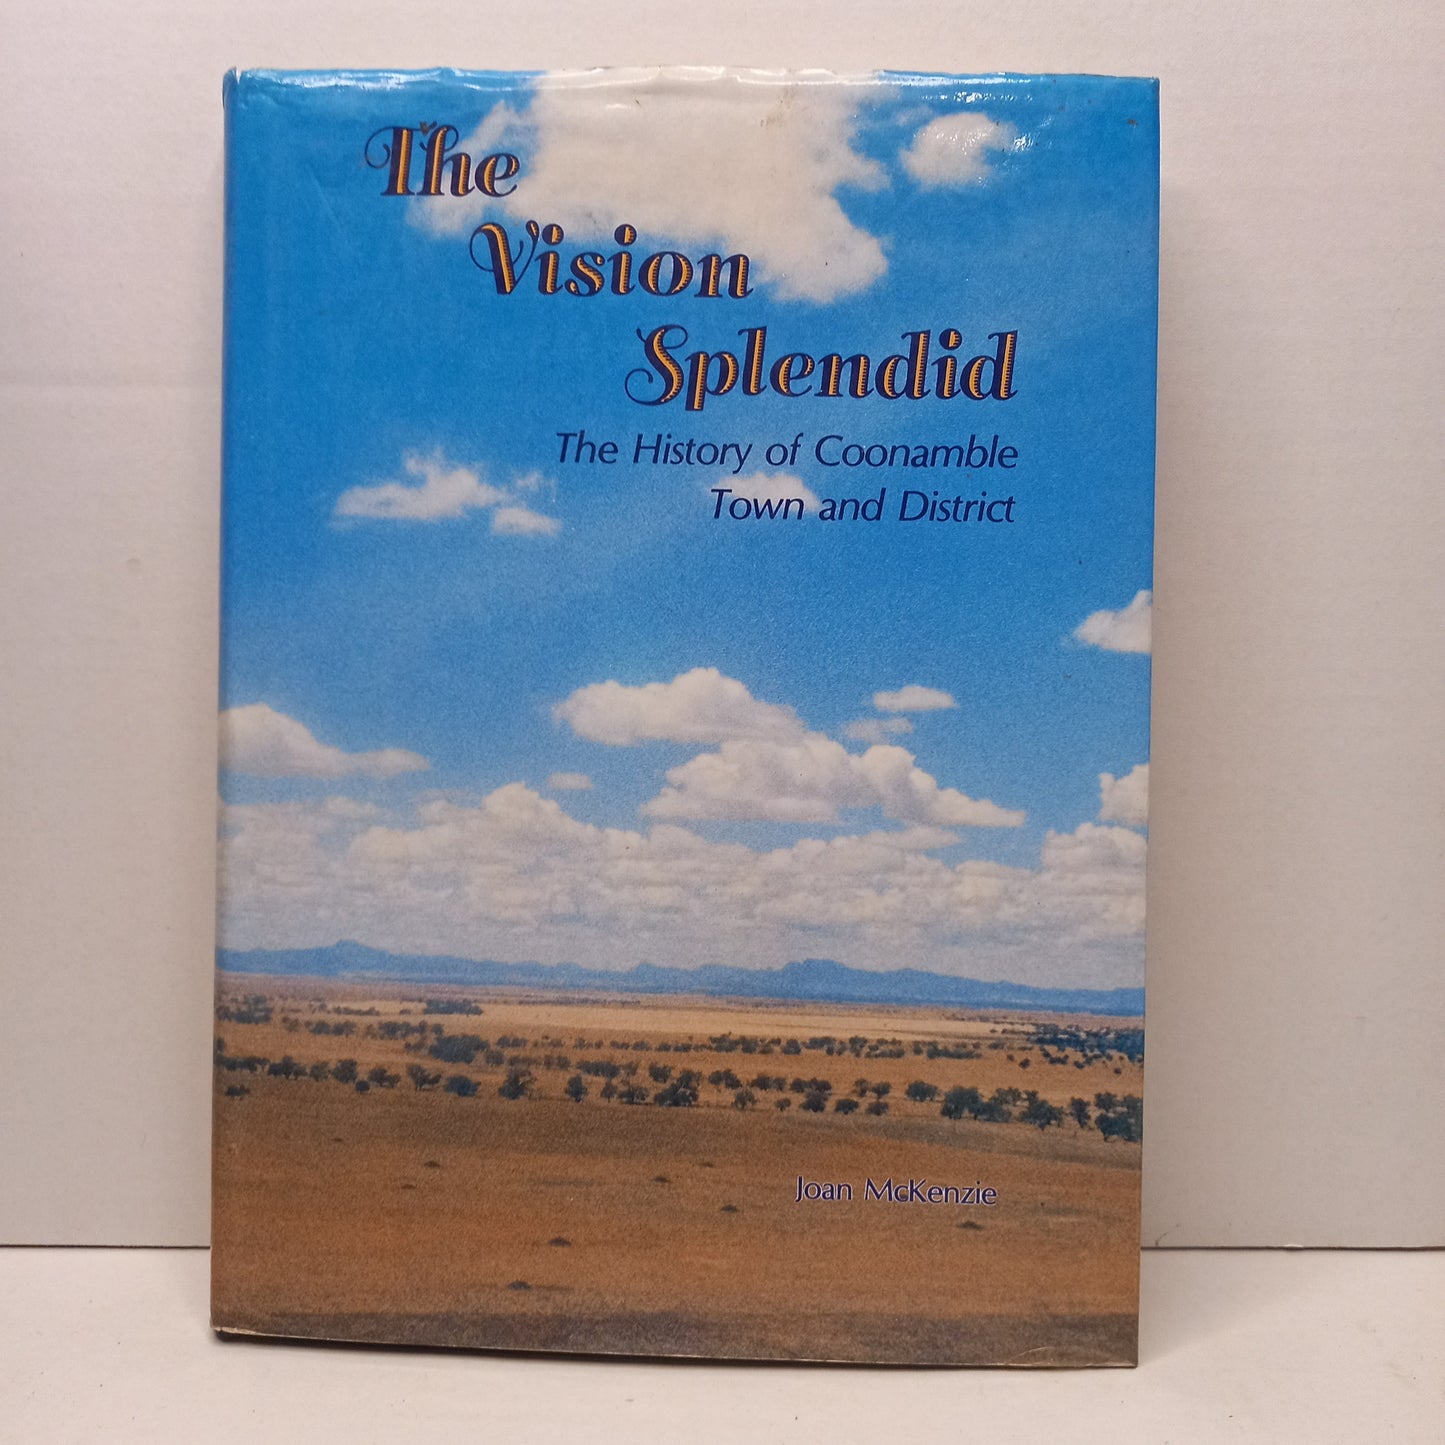 The
Vision
Splendid
The History of Coonamble
Town and District
Joan McKenzie